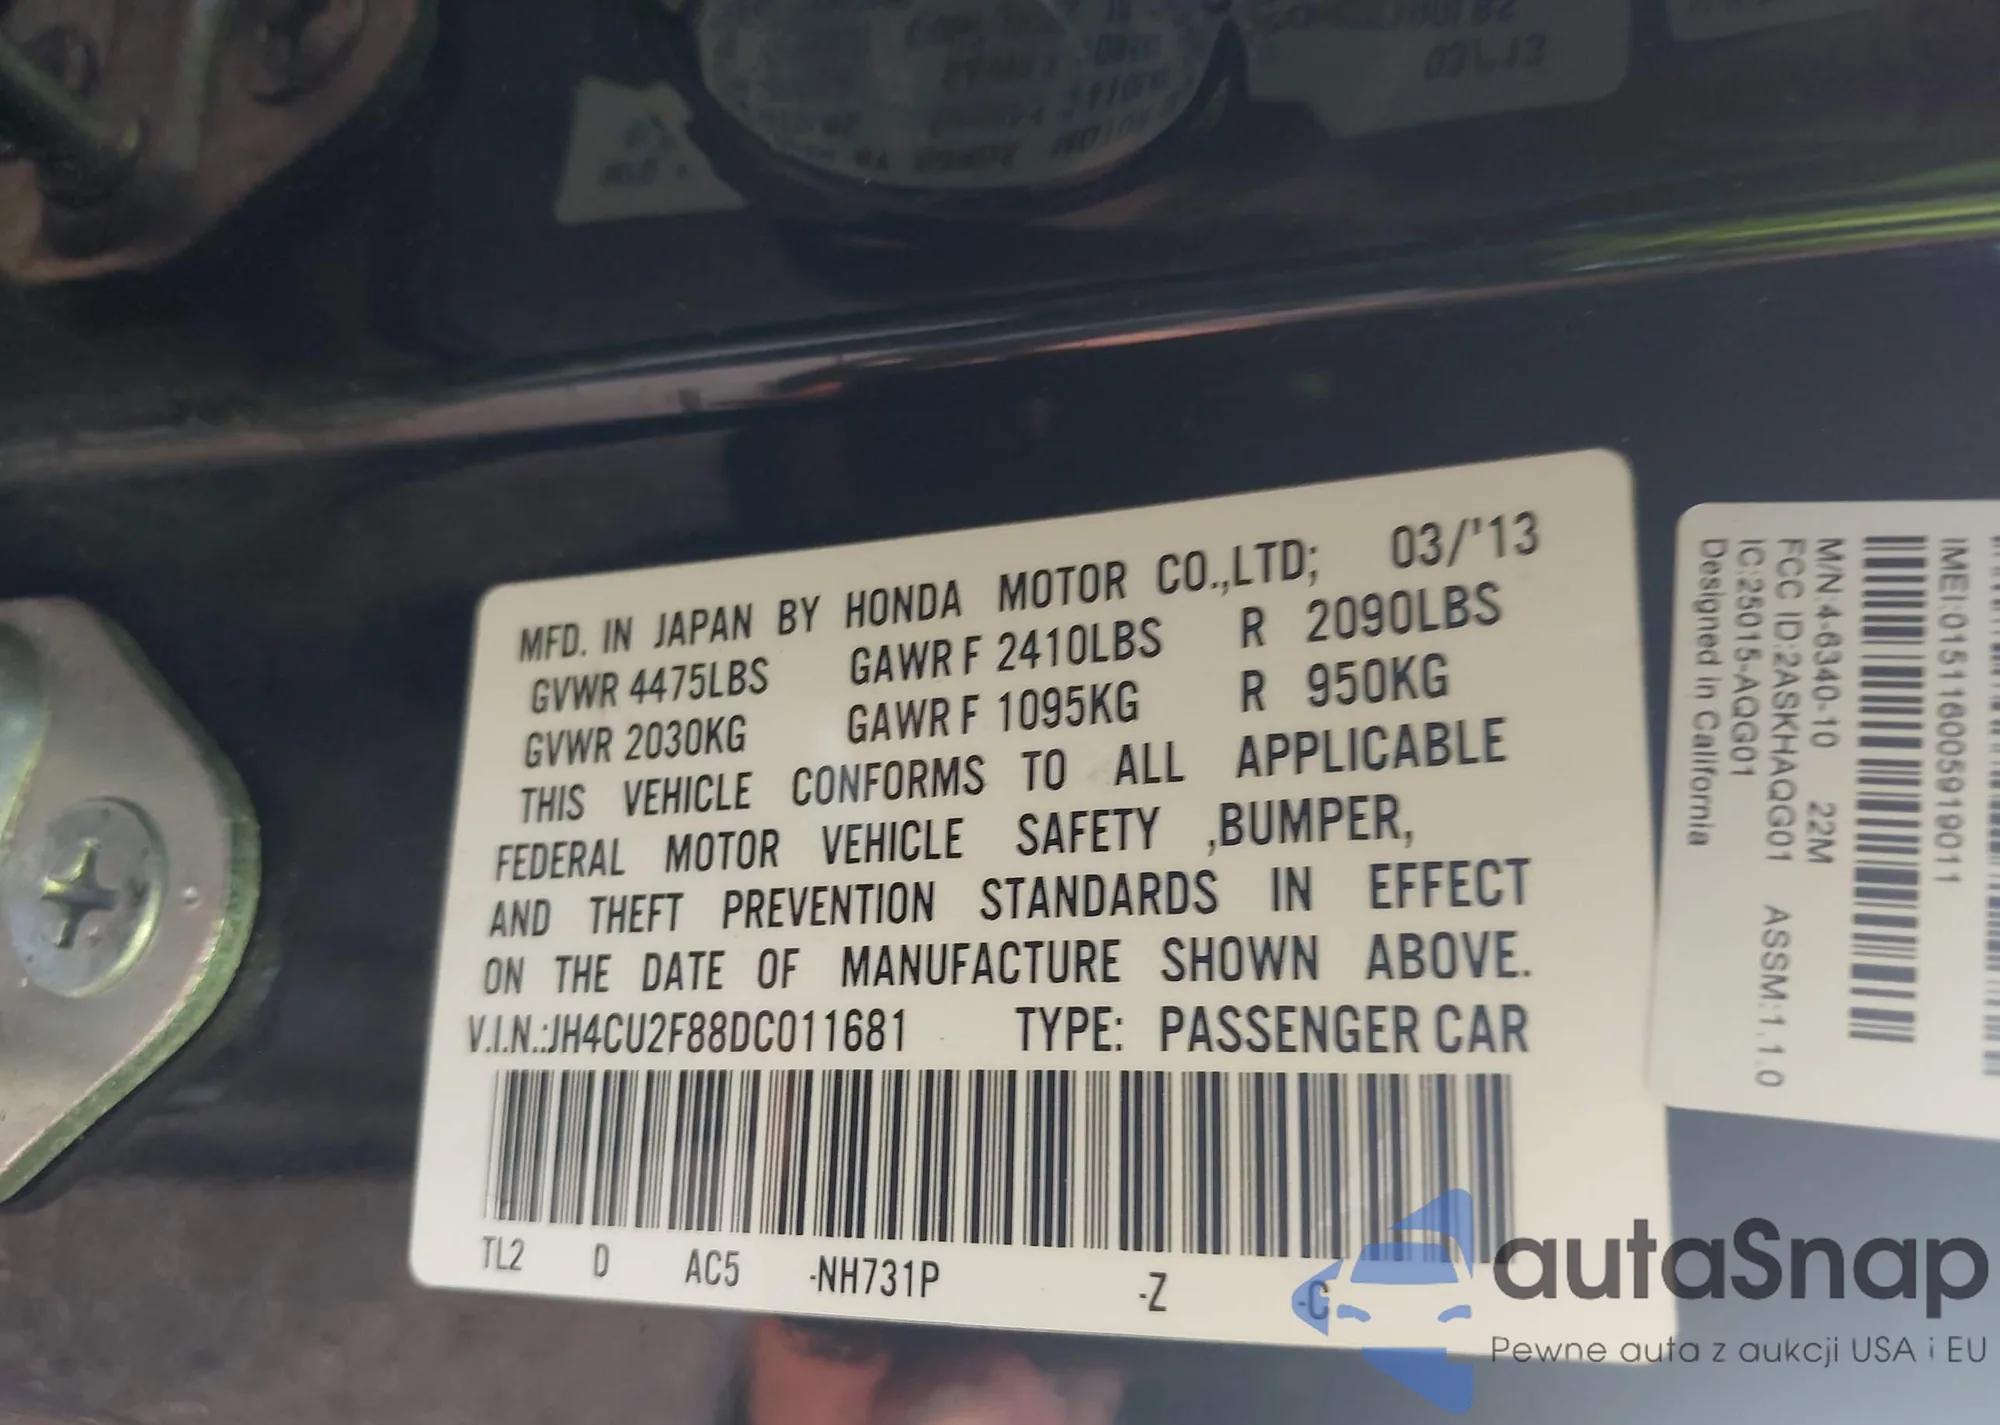 03/'13
MFD. IN JAPAN BY HONDA MOTOR CO.,LTD; 03/'13
GVWR 4475LBS GAWR F 2410LBS R 2090LBS
GVWR 2030KG GAWR F 1095KG R 950KG
THIS VEHICLE CONFORMS TO ALL APPLICABLE
FEDERAL MOTOR VEHICLE SAFETY ,BUMPER,
AND THEFT PREVENTION STANDARDS IN EFFECT
ON THE DATE OF MANUFACTURE SHOWN ABOVE.
V.I.N.:JH4CU2F88DC011681 TYPE: PASSENGER CAR
TL2 D AC5 -NH731P -Z -C
IMEI:015116005919011
M/N:4-6340-10 22M
FCC ID:2ASKHAQGG01 ASSM:1.1.0
IC:25015-AQG01
Designed in California
autaSnap
Pewne auta z aukcji USA i EU